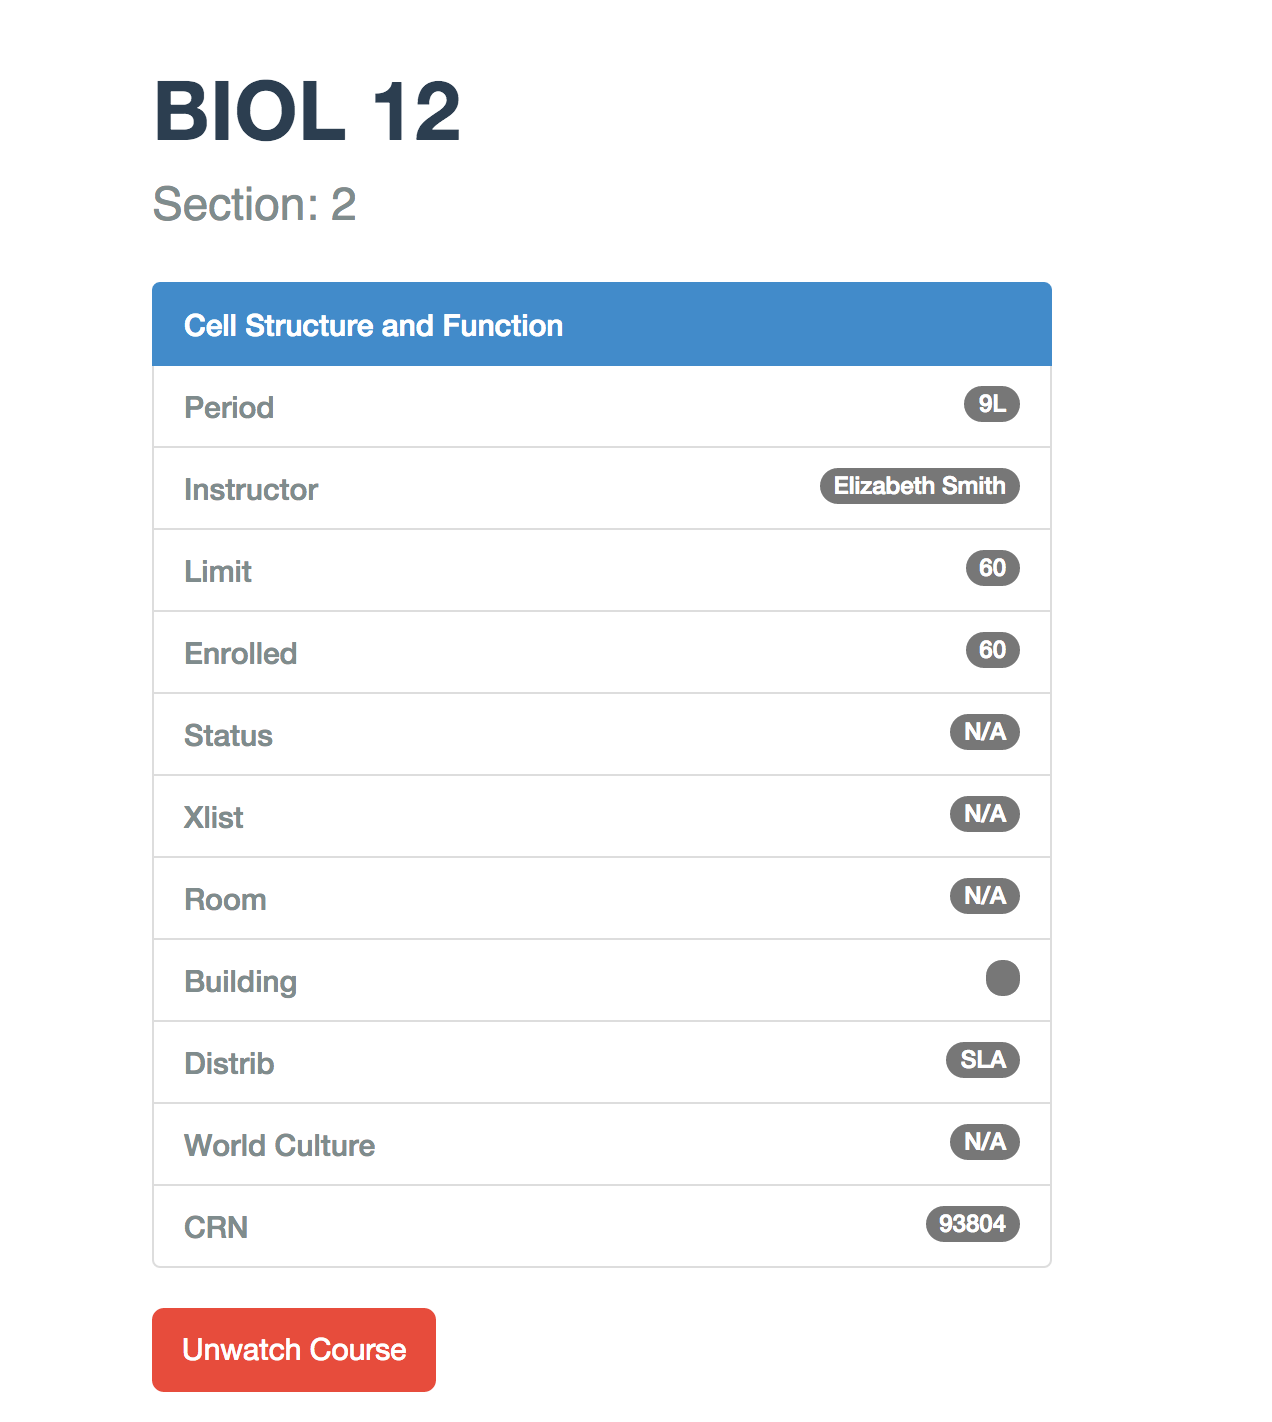 BIOL 12
Section: 2
Cell Structure and Function
Period 9L
Instructor Elizabeth Smith
Limit 60
Enrolled 60
Status N/A
Xlist N/A
Room N/A
Building
Distrib SLA
World Culture N/A
CRN 93804
Unwatch Course